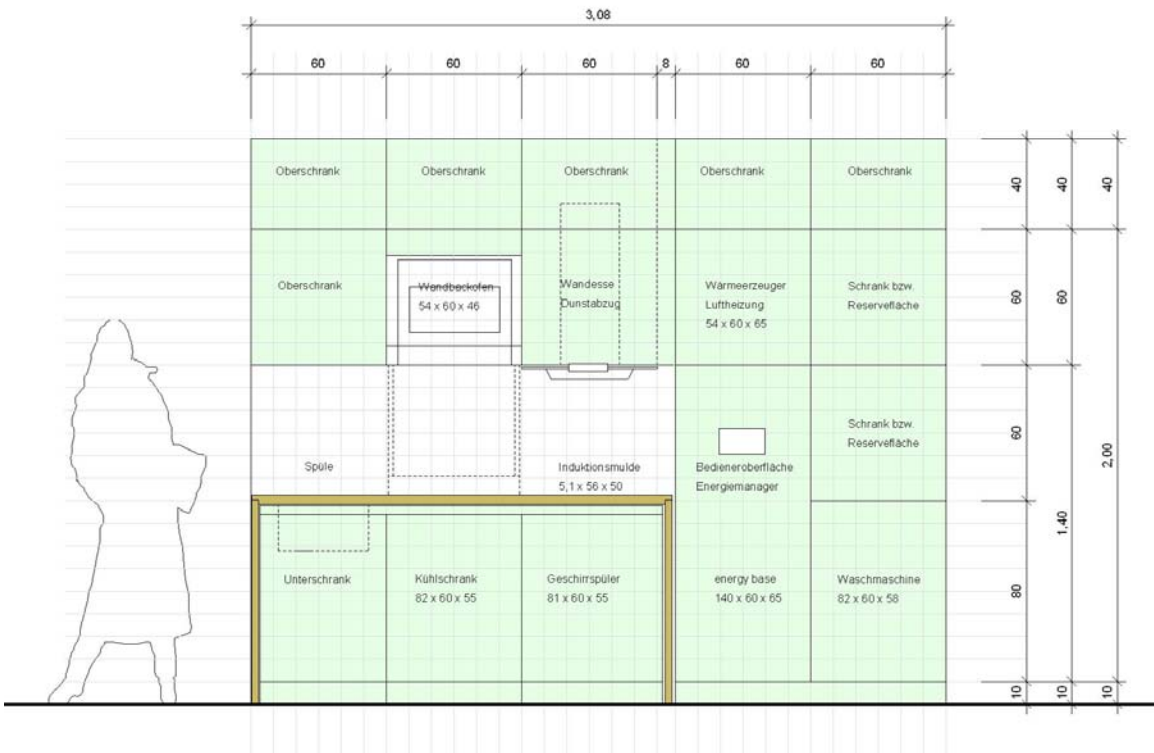 3,08
60 60 60 8 60 60
Oberschrank Oberschrank Oberschrank Oberschrank Oberschrank
40 40 40
Oberschrank
Wandbackofen
54 x 60 x 46
Wandesse
Dunstabzug
Wärmeerzeuger
Luftheizung
54 x 60 x 65
Schrank bzw.
Reservefläche
60 60
Schrank bzw.
Reservefläche
60
2,00
Spüle
Induktionsmulde
5,1 x 56 x 50
Bedieneroberfläche
Energiemanager
1,40
Unterschrank
Kühlschrank
82 x 60 x 55
Geschirrspüler
81 x 60 x 55
energy base
140 x 60 x 65
Waschmaschine
82 x 60 x 58
80
10 10 10